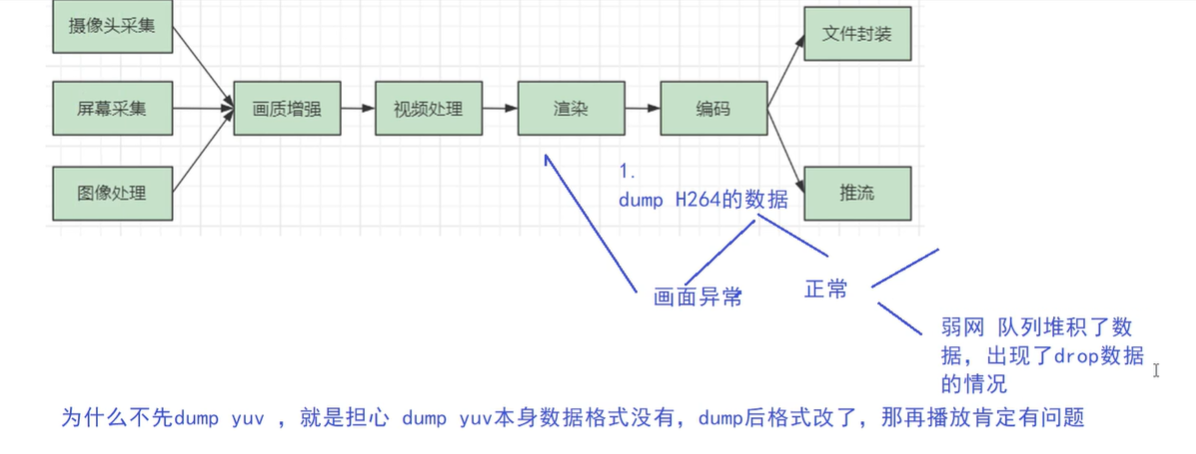 摄像头采集
文件封装
屏幕采集
画质增强
视频处理
渲染
编码
图像处理
推流
1.
dump H264的数据
画面异常
正常
弱网 队列堆积了数
据，出现了drop数据
的情况
为什么不先dump yuv ，就是担心 dump yuv本身数据格式没有，dump后格式改了，那再播放肯定有问题